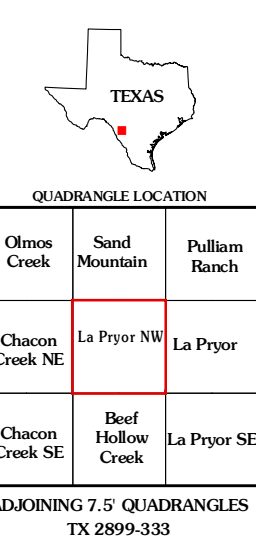 TEXAS
QUADRANGLE LOCATION
Olmos
Creek
Sand
Mountain
Pulliam
Ranch
Chacon
Creek NE
La Pryor NW
La Pryor
Chacon
Creek SE
Beef
Hollow
Creek
La Pryor SE
ADJOINING 7.5' QUADRANGLES
TX 2899-333